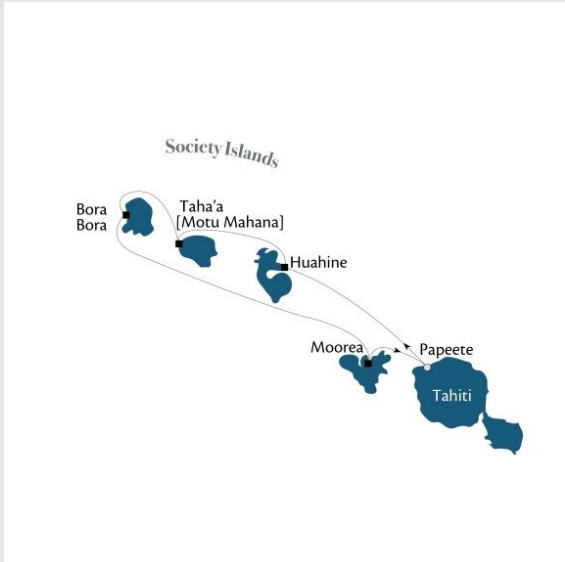 Society Islands
Bora
Bora
Taha'a
[Motu Mahana]
Huahine
Moorea
Papeete
Tahiti